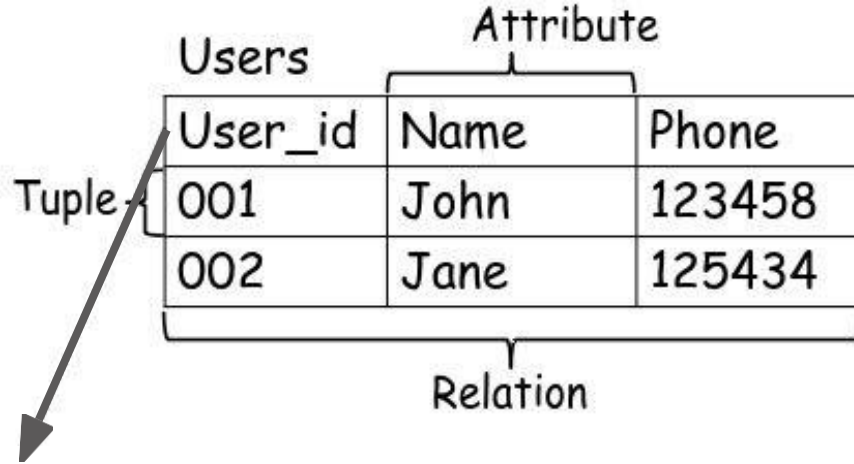 Attribute
Users
User_id Name Phone
Tuple 001 John 123458
002 Jane 125434
Relation